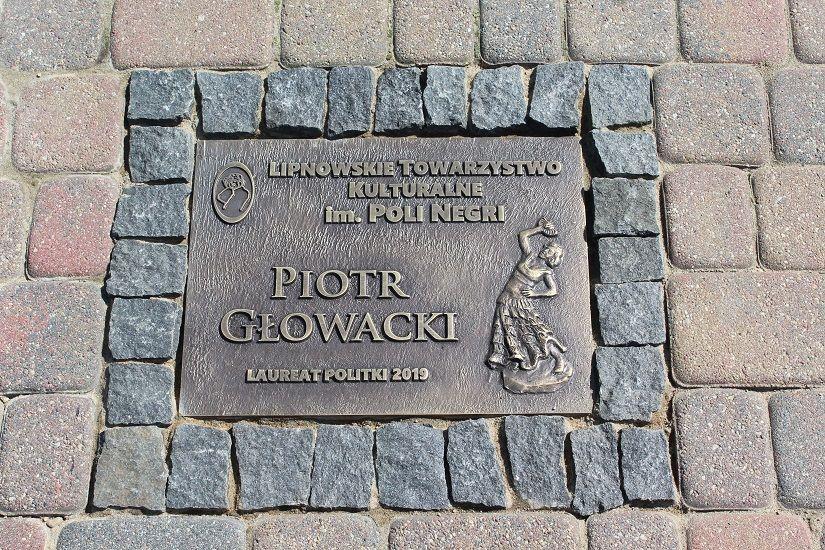 Lipnowskie Towarzystwo
Kulturalne
im. Poli Negri
Piotr
Głowacki
Laureat Politki 2019